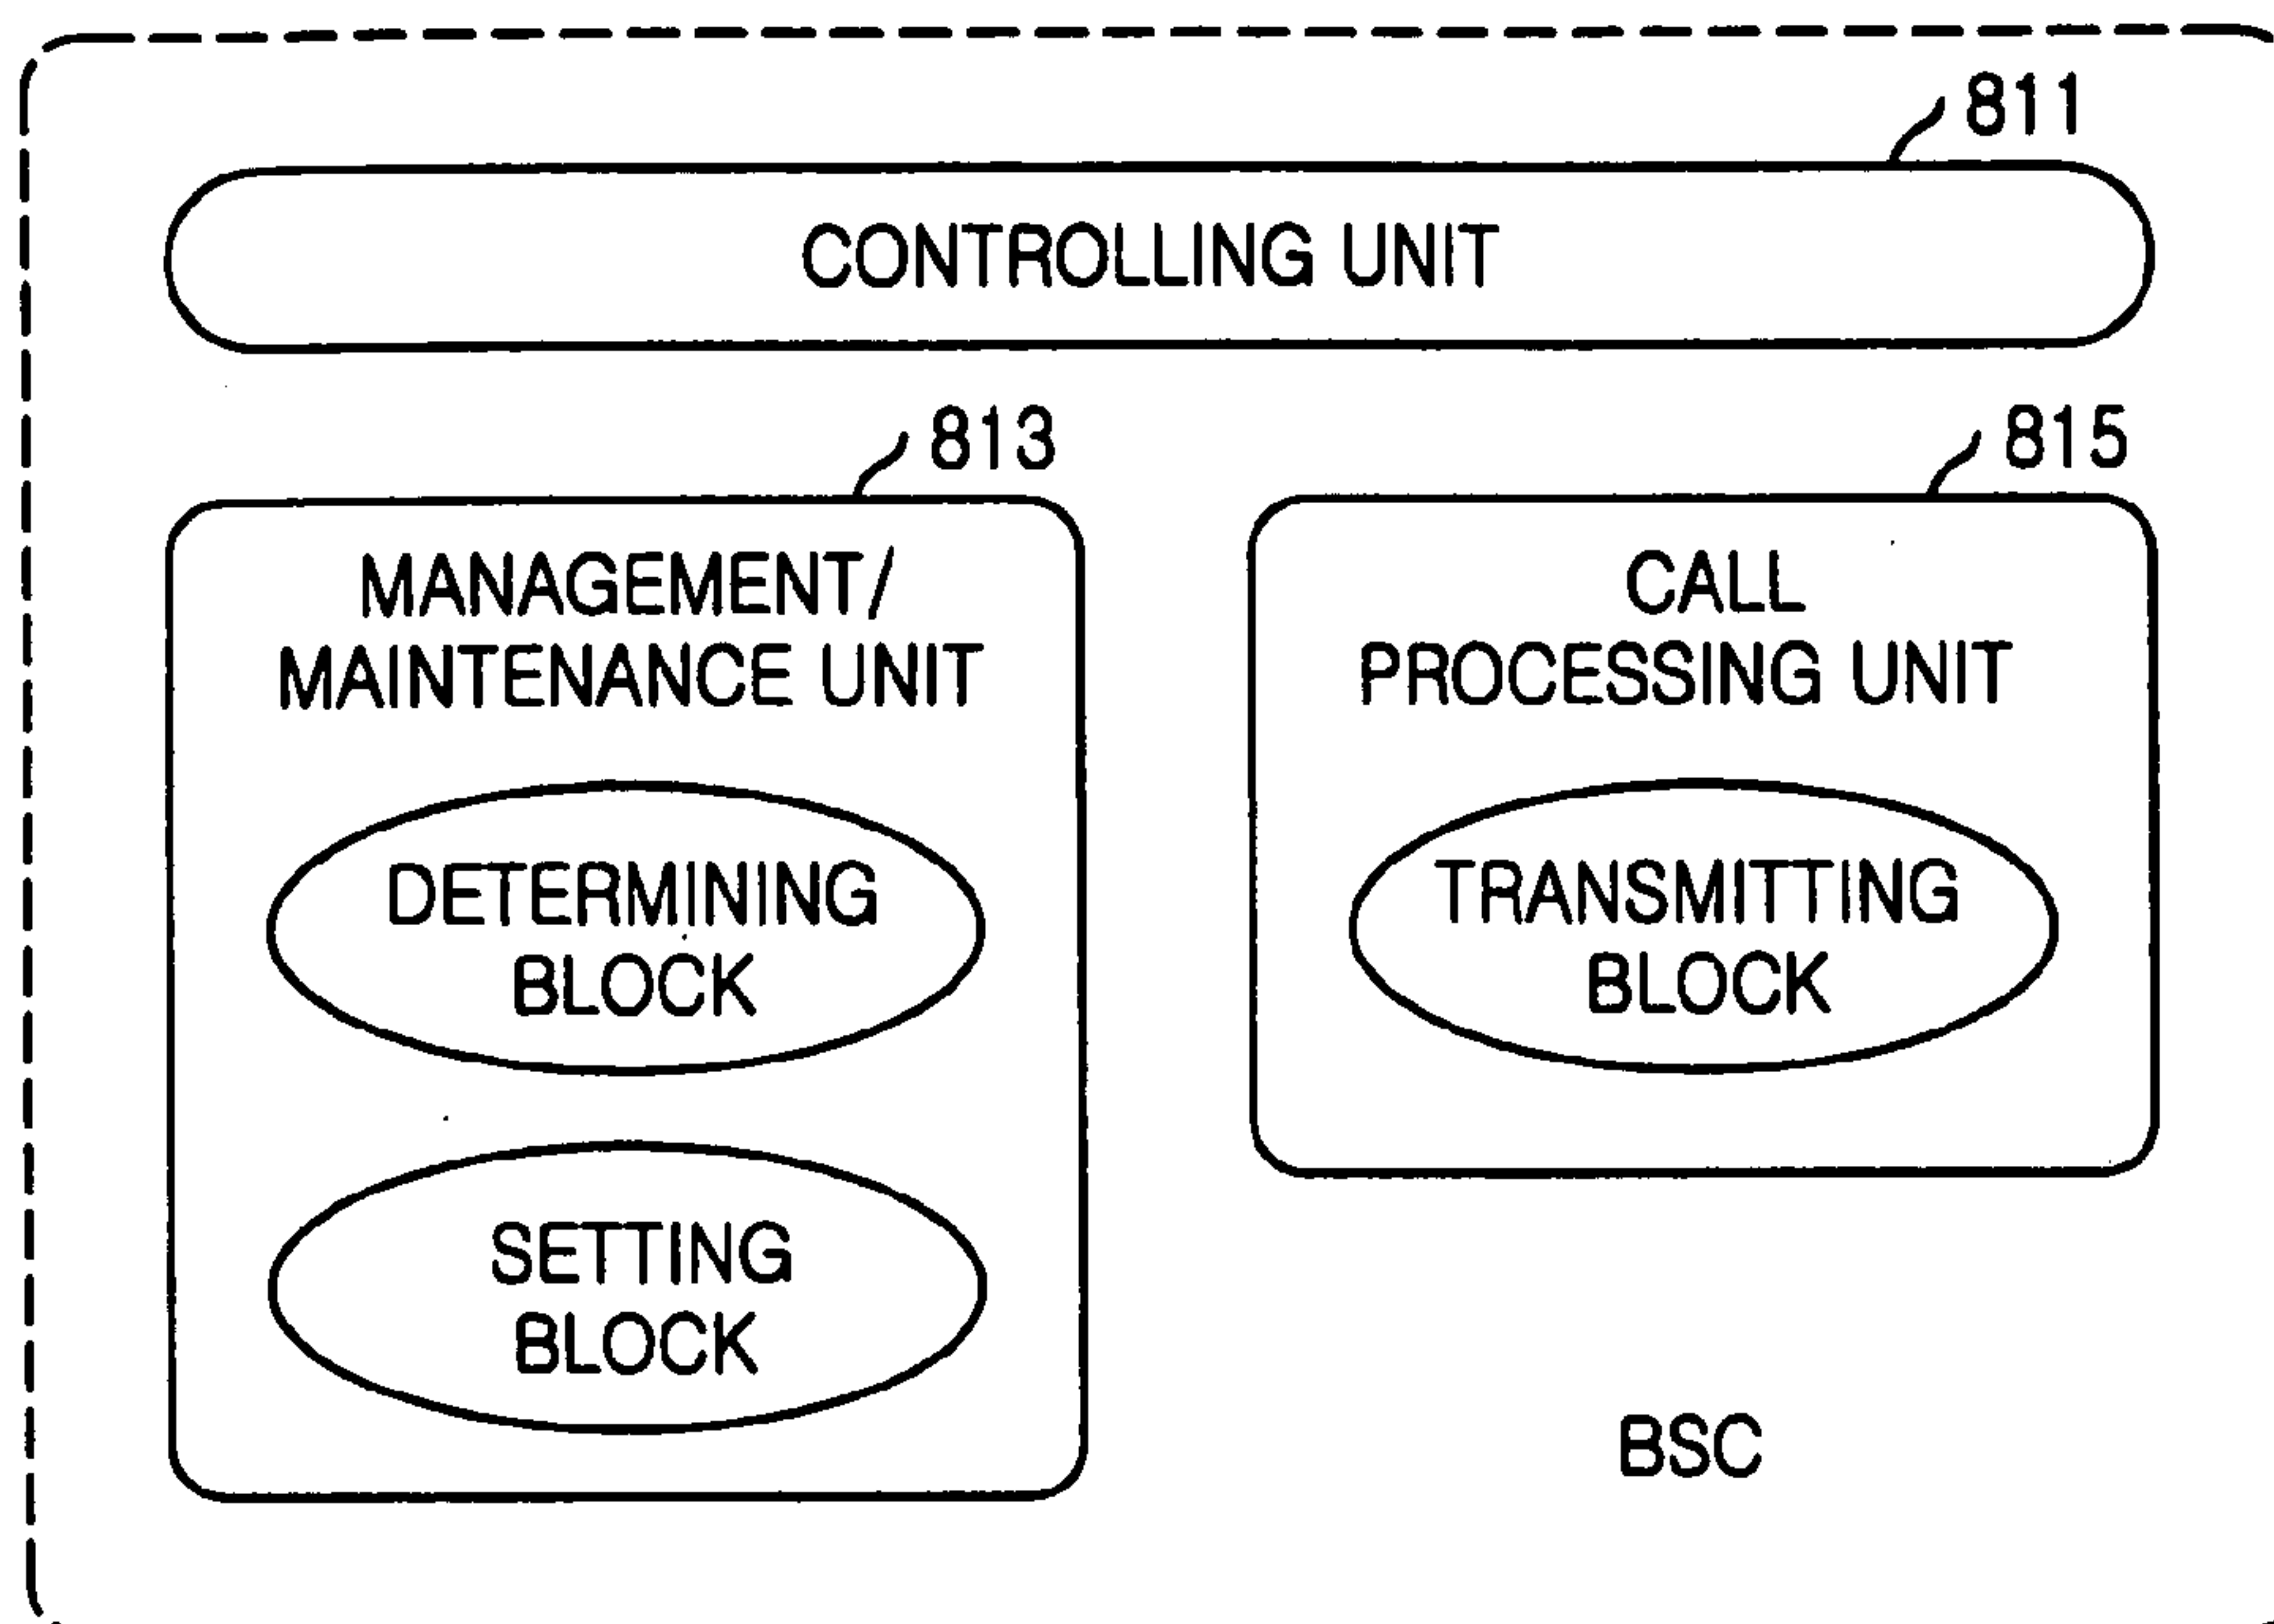 811
CONTROLLING UNIT
813
MANAGEMENT/
MAINTENANCE UNIT
DETERMINING
BLOCK
SETTING
BLOCK
815
CALL
PROCESSING UNIT
TRANSMITTING
BLOCK
BSC